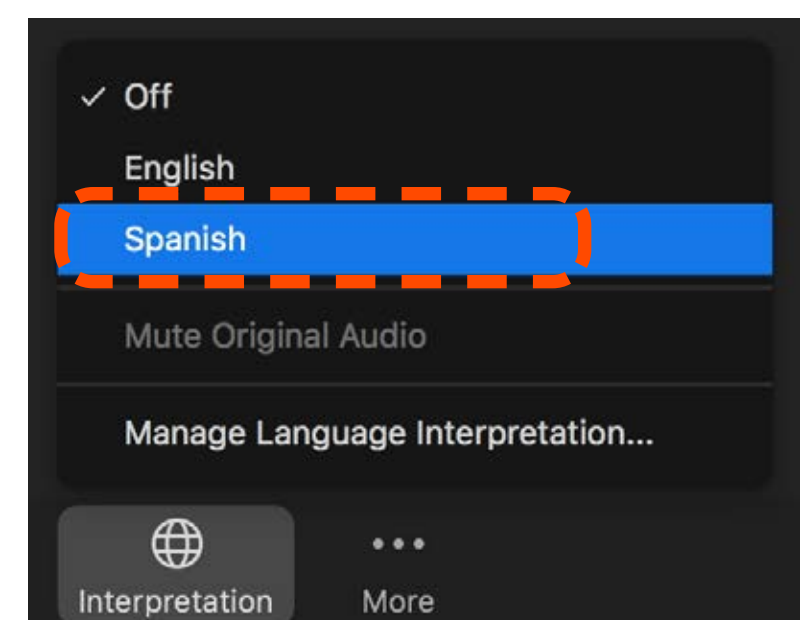 Off
English
Spanish
Mute Original Audio
Manage Language Interpretation...
Interpretation
More